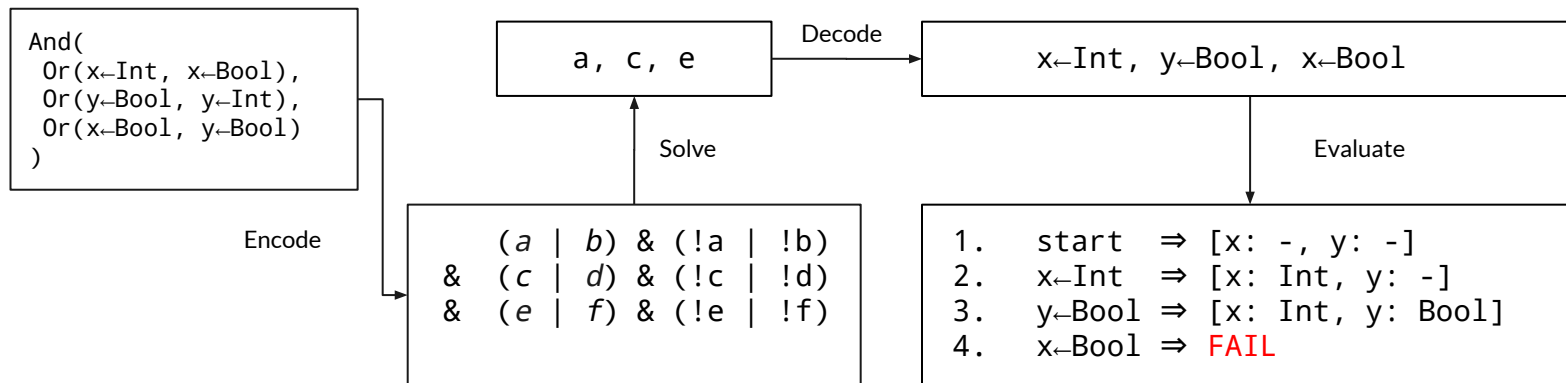 And(
Or(x←Int, x←Bool),
Or(y←Bool, y←Int),
Or(x←Bool, y←Bool)
)
Encode
(a | b) & (!a | !b)
& (c | d) & (!c | !d)
& (e | f) & (!e | !f)
Solve
a, c, e
Decode
x←Int, y←Bool, x←Bool
Evaluate
1. start ⇒ [x: -, y: -]
2. x←Int ⇒ [x: Int, y: -]
3. y←Bool ⇒ [x: Int, y: Bool]
4. x←Bool ⇒ FAIL